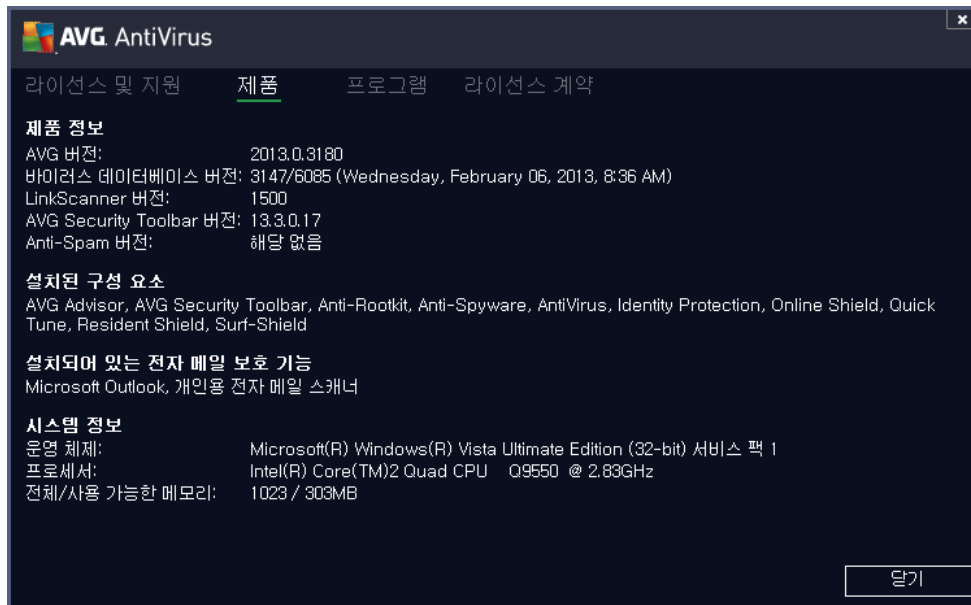 AVG. AntiVirus
라이선스 및 지원 제품 프로그램 라이선스 계약
제품 정보
AVG 버전: 2013.0.3180
바이러스 데이터베이스 버전: 3147/6085 (Wednesday, February 06, 2013, 8:36 AM)
LinkScanner 버전: 1500
AVG Security Toolbar 버전: 13.3.0.17
Anti-Spam 버전: 해당 없음
설치된 구성 요소
AVG Advisor, AVG Security Toolbar, Anti-Rootkit, Anti-Spyware, AntiVirus, Identity Protection, Online Shield, Quick
Tune, Resident Shield, Surf-Shield
설치되어 있는 전자 메일 보호 기능
Microsoft Outlook, 개인용 전자 메일 스캐너
시스템 정보
운영 체제: Microsoft(R) Windows(R) Vista Ultimate Edition (32-bit) 서비스 팩 1
프로세서: Intel(R) Core(TM)2 Quad CPU Q9550 @ 2.83GHz
전체/사용 가능한 메모리: 1023 / 303MB
닫기